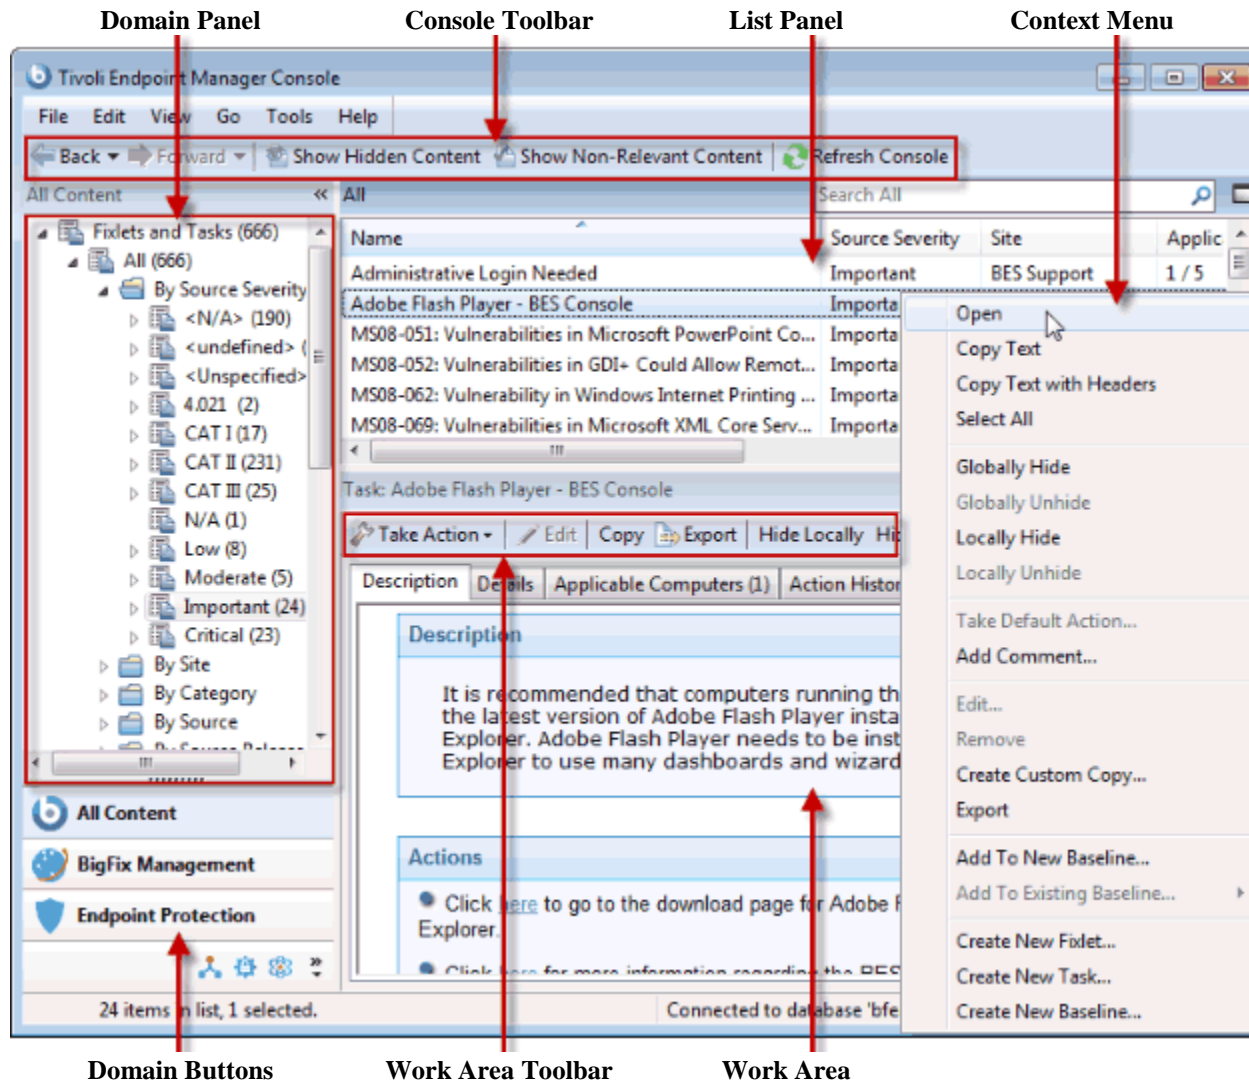 Domain Panel
Console Toolbar
List Panel
Context Menu
Tivoli Endpoint Manager Console
File Edit View Go Tools Help
Back Forward Show Hidden Content Show Non-Relevant Content Refresh Console
All Content «
All
Search All
Fixlets and Tasks (666)
All (666)
By Source Severity
<N/A> (190)
<undefined> (
<Unspecified>
4.021 (2)
CAT I (17)
CAT II (231)
CAT III (25)
N/A (1)
Low (8)
Moderate (5)
Important (24)
Critical (23)
By Site
By Category
By Source
By Source Release
All Content
BigFix Management
Endpoint Protection
»
Name Source Severity Site Applic
Administrative Login Needed Important BES Support 1 / 5
Adobe Flash Player - BES Console Importa
MS08-051: Vulnerabilities in Microsoft PowerPoint Co... Importa
MS08-052: Vulnerabilities in GDI+ Could Allow Remot... Importa
MS08-062: Vulnerability in Windows Internet Printing ... Importa
MS08-069: Vulnerabilities in Microsoft XML Core Serv... Importa
Task: Adobe Flash Player - BES Console
Take Action Edit Copy Export Hide Locally Hi
Description Details Applicable Computers (1) Action Histor
Description
It is recommended that computers running th
the latest version of Adobe Flash Player insta
Explorer. Adobe Flash Player needs to be inst
Explorer to use many dashboards and wizard
Actions
Click here to go to the download page for Adobe F
Explorer.
Click here for more information regarding the BES
Open
Copy Text
Copy Text with Headers
Select All
Globally Hide
Globally Unhide
Locally Hide
Locally Unhide
Take Default Action...
Add Comment...
Edit...
Remove
Create Custom Copy...
Export
Add To New Baseline...
Add To Existing Baseline...
Create New Fixlet...
Create New Task...
Create New Baseline...
24 items in list, 1 selected.
Connected to database 'bfe
Domain Buttons
Work Area Toolbar
Work Area